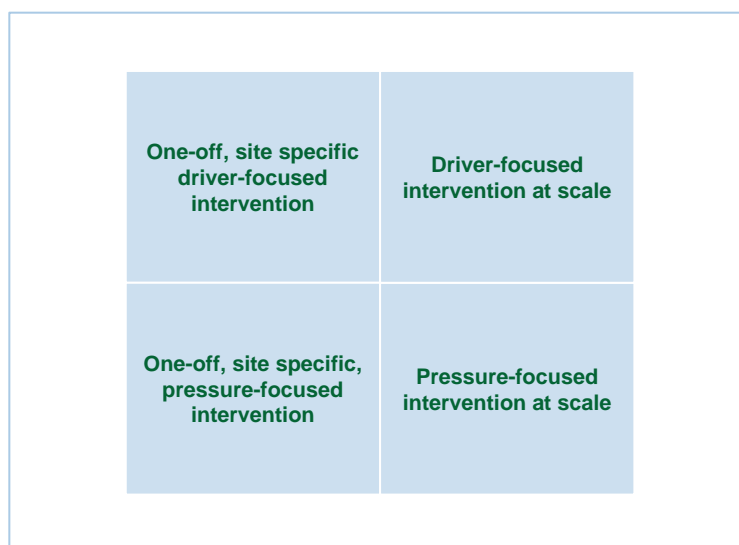 One-off, site specific
driver-focused
intervention
Driver-focused
intervention at scale
One-off, site specific,
pressure-focused
intervention
Pressure-focused
intervention at scale